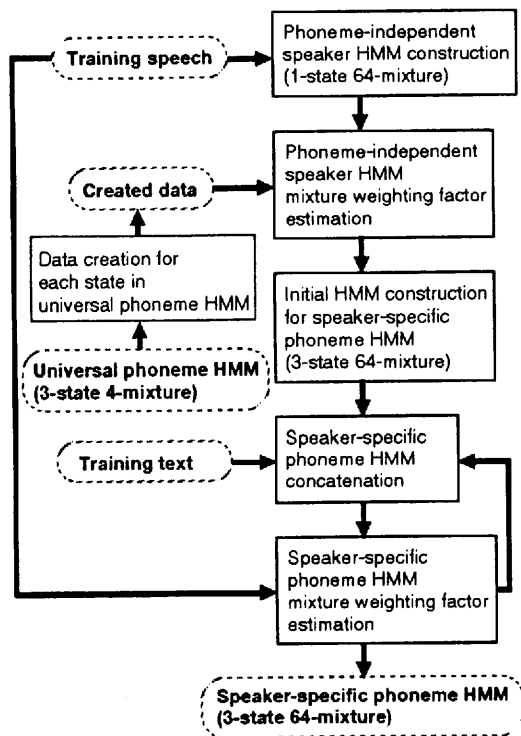 Training speech
Phoneme-independent
speaker HMM construction
(1-state 64-mixture)
Phoneme-independent
speaker HMM
mixture weighting factor
estimation
Created data
Data creation for
each state in
universal phoneme HMM
Initial HMM construction
for speaker-specific
phoneme HMM
(3-state 64-mixture)
Universal phoneme HMM
(3-state 4-mixture)
Speaker-specific
phoneme HMM
concatenation
Training text
Speaker-specific
phoneme HMM
mixture weighting factor
estimation
Speaker-specific phoneme HMM
(3-state 64-mixture)